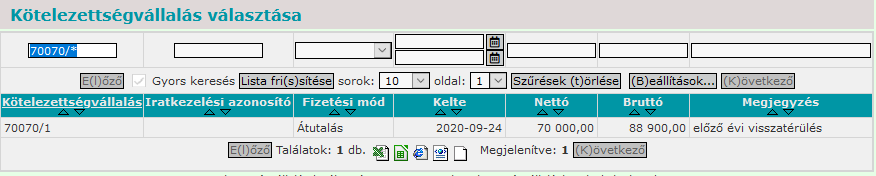 Kötelezettségvállalás választása
70070/*
E(l)őző Gyors keresés Lista fri(s)sítése sorok: 10 oldal: 1 Szűrések (t)örlése (B)eállítások... (K)övetkező
Kötelezettségvállalás Iratkezelési azonosító Fizetési mód Kelte Nettó Bruttó Megjegyzés
70070/1 Átutalás 2020-09-24 70 000,00 88 900,00 előző évi visszatérülés
E(l)őző Találatok: 1 db. Megjelenítve: 1 (K)övetkező